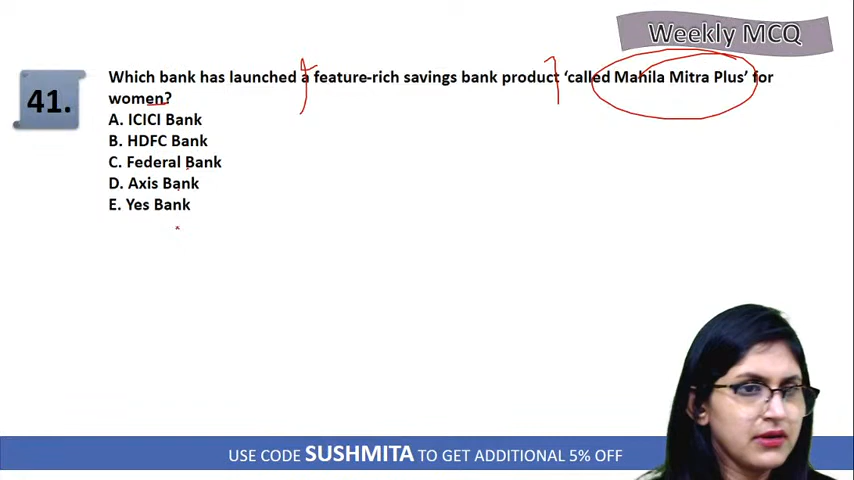 Weekly MCQ
41.
Which bank has launched a feature-rich savings bank product ‘called Mahila Mitra Plus’ for
women?
A. ICICI Bank
B. HDFC Bank
C. Federal Bank
D. Axis Bank
E. Yes Bank
USE CODE SUSHMITA TO GET ADDITIONAL 5% OFF